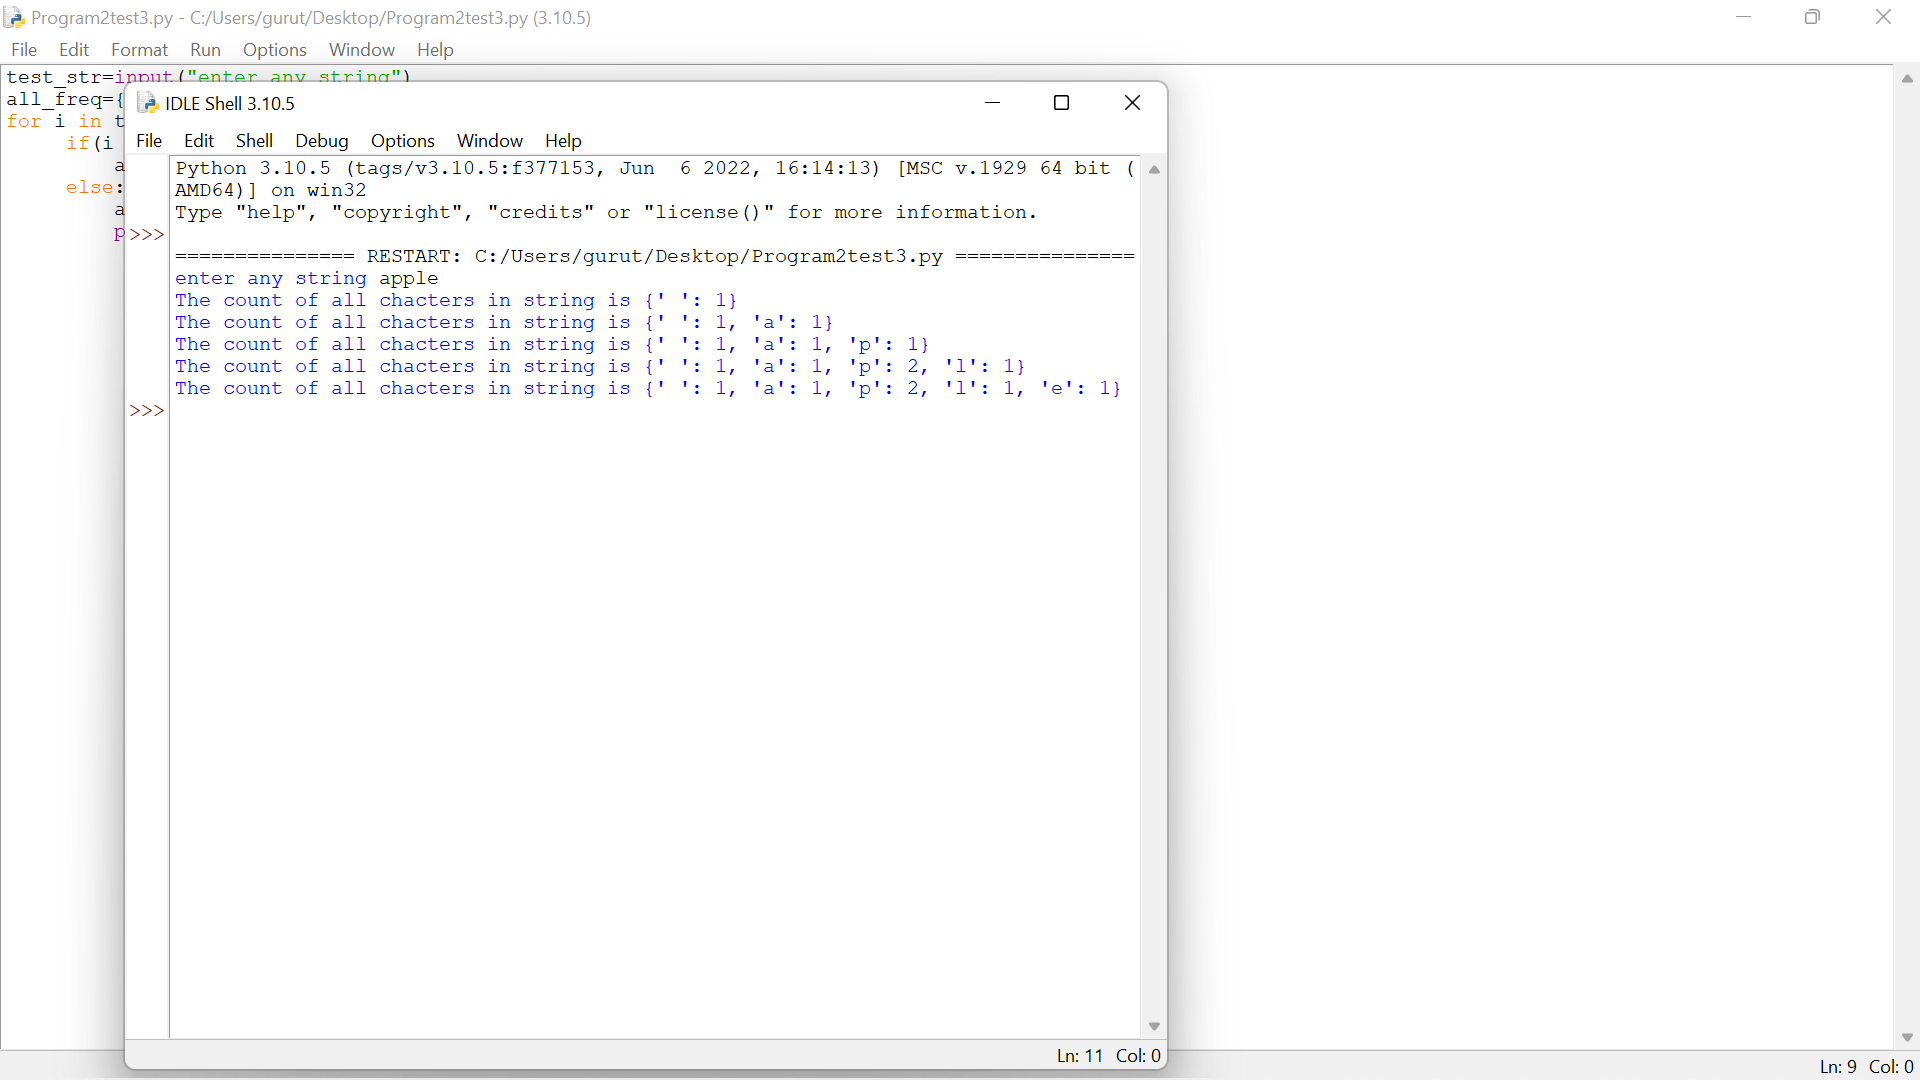 Program2test3.py - C:/Users/gurut/Desktop/Program2test3.py (3.10.5)
File Edit Format Run Options Window Help
test_str=input("enter any string")
all_freq={
for i in t
if(i
a
else:
a
p
IDLE Shell 3.10.5
File Edit Shell Debug Options Window Help
Python 3.10.5 (tags/v3.10.5:f377153, Jun  6 2022, 16:14:13) [MSC v.1929 64 bit (
AMD64)] on win32
Type "help", "copyright", "credits" or "license()" for more information.
>>>
=============== RESTART: C:/Users/gurut/Desktop/Program2test3.py ===============
enter any string apple
The count of all chacters in string is {' ': 1}
The count of all chacters in string is {' ': 1, 'a': 1}
The count of all chacters in string is {' ': 1, 'a': 1, 'p': 1}
The count of all chacters in string is {' ': 1, 'a': 1, 'p': 2, 'l': 1}
The count of all chacters in string is {' ': 1, 'a': 1, 'p': 2, 'l': 1, 'e': 1}
>>>
Ln: 11 Col: 0
Ln: 9 Col: 0